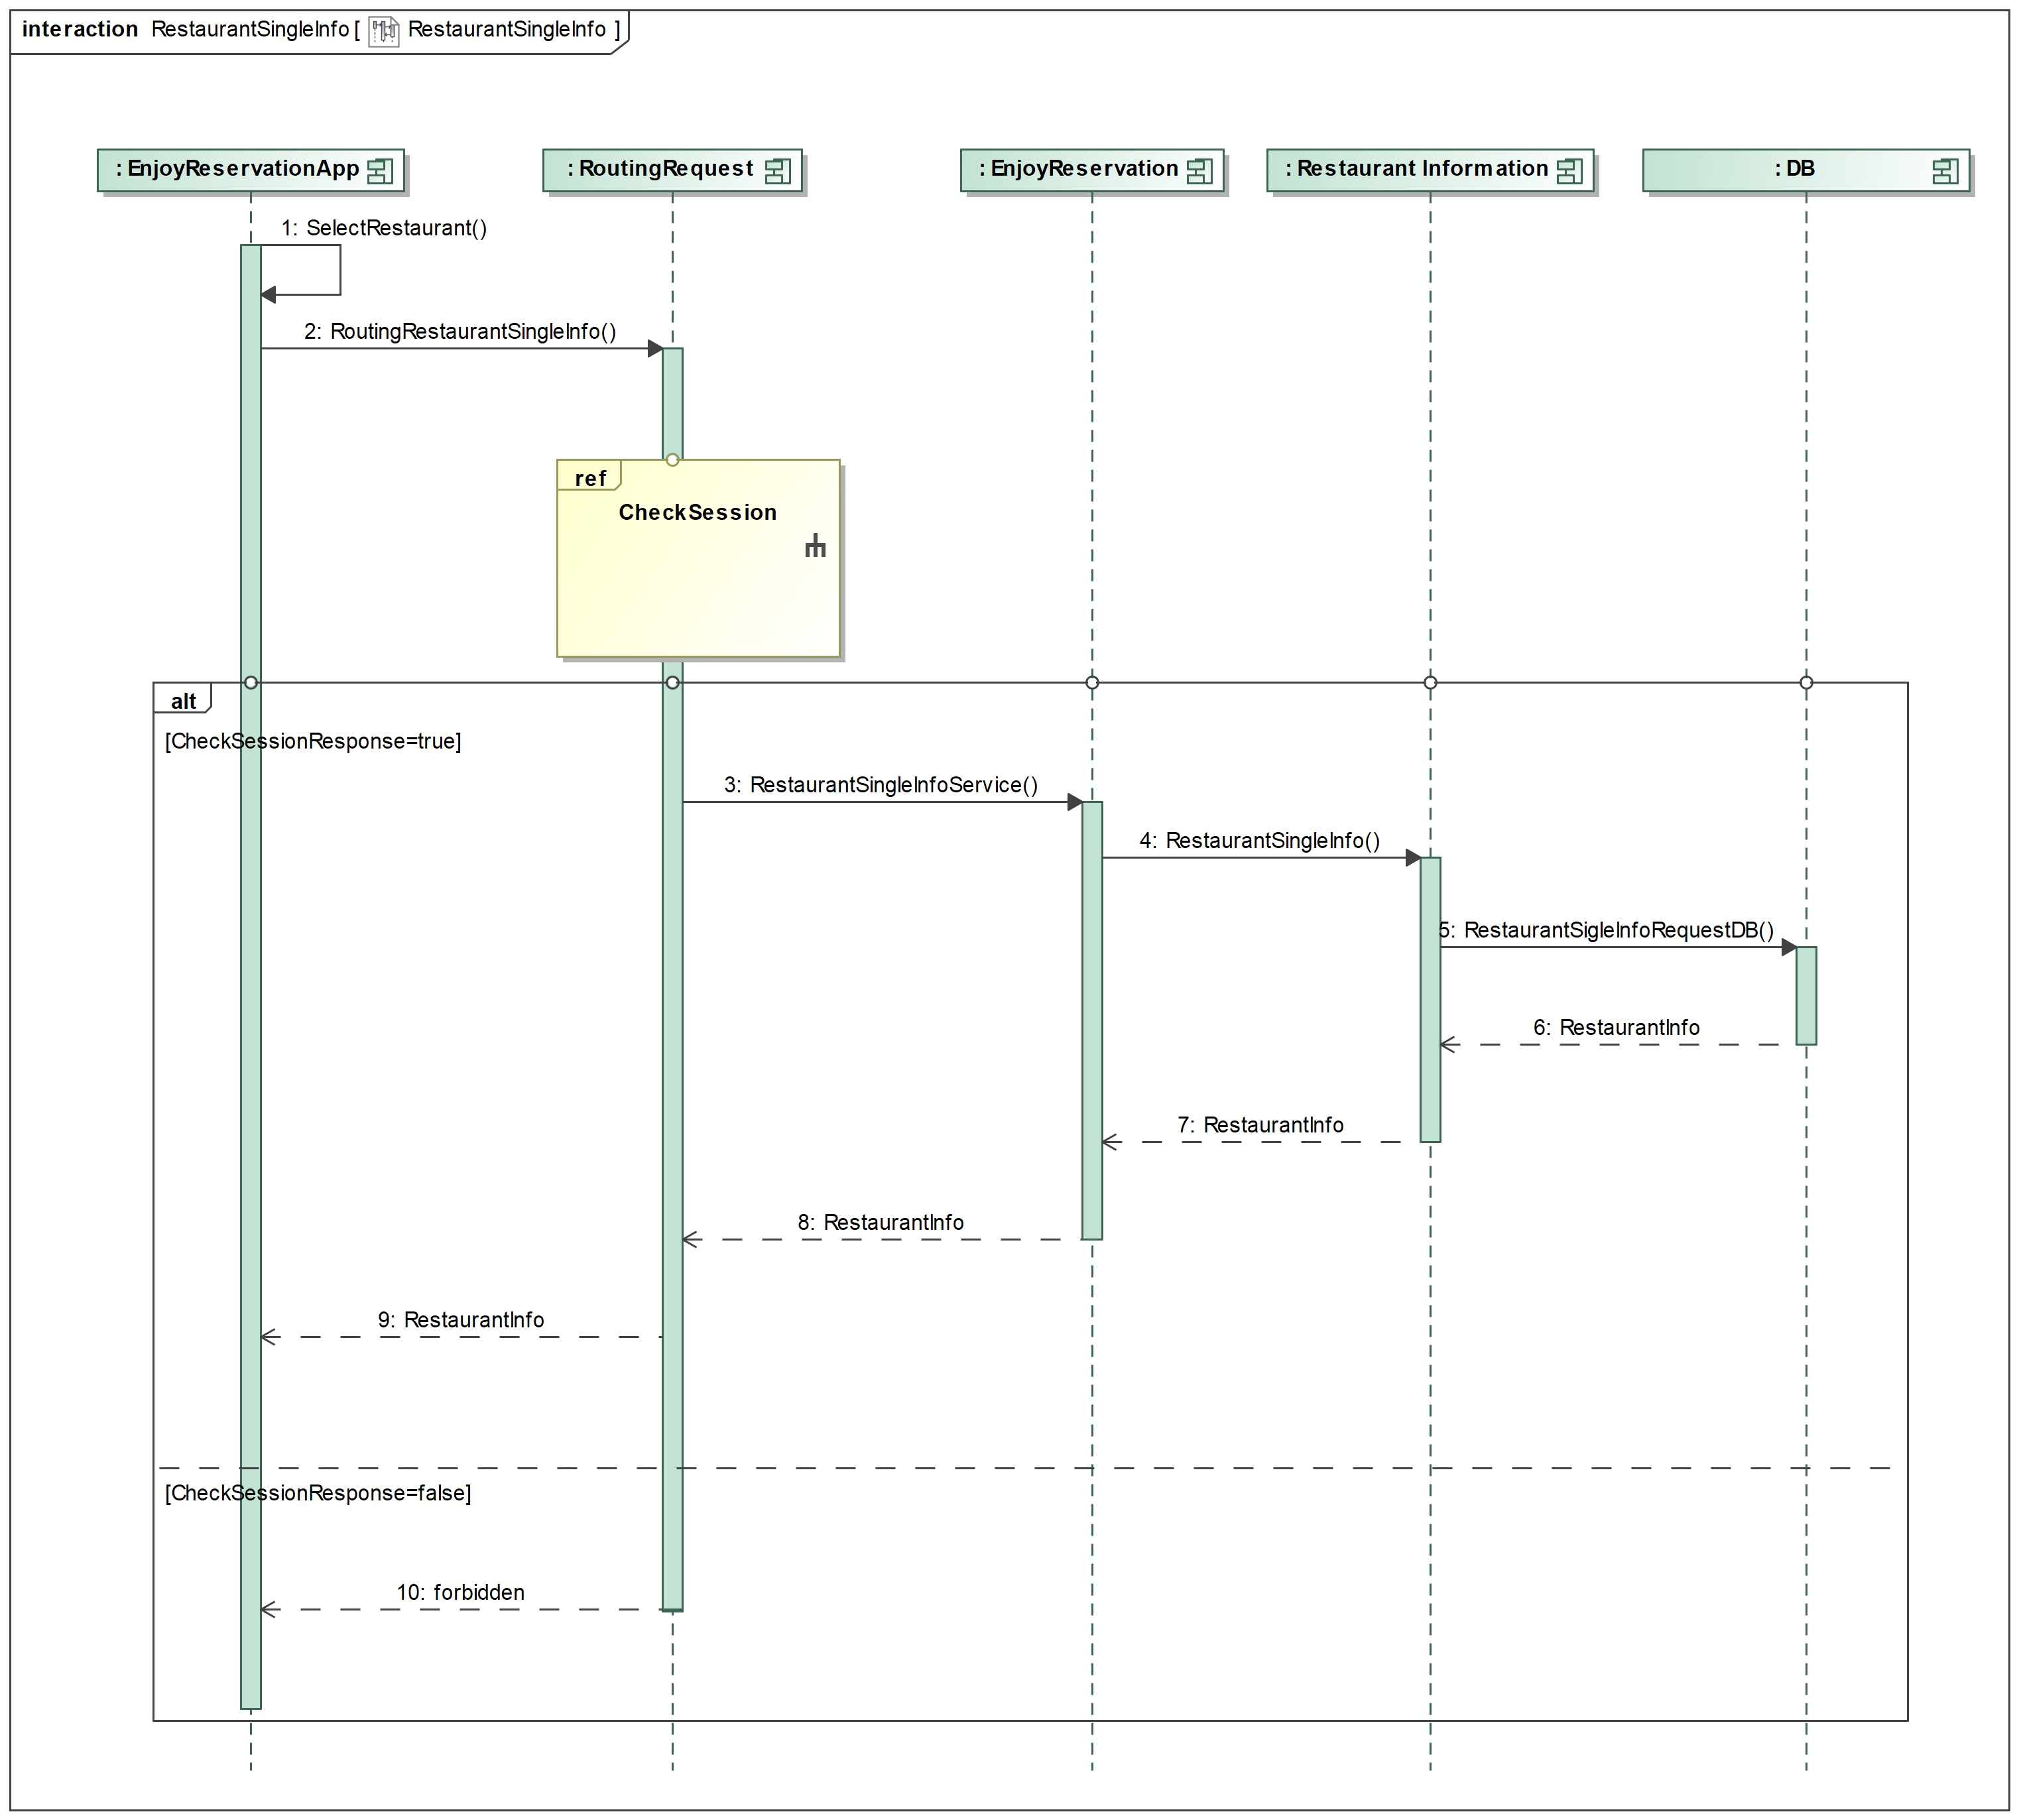 interaction RestaurantSingleInfo [ RestaurantSingleInfo ]
: EnjoyReservationApp
: RoutingRequest
: EnjoyReservation
: Restaurant Information
: DB
1: SelectRestaurant()
2: RoutingRestaurantSingleInfo()
ref
CheckSession
alt
[CheckSessionResponse=true]
3: RestaurantSingleInfoService()
4: RestaurantSingleInfo()
5: RestaurantSigleInfoRequestDB()
6: RestaurantInfo
7: RestaurantInfo
8: RestaurantInfo
9: RestaurantInfo
[CheckSessionResponse=false]
10: forbidden